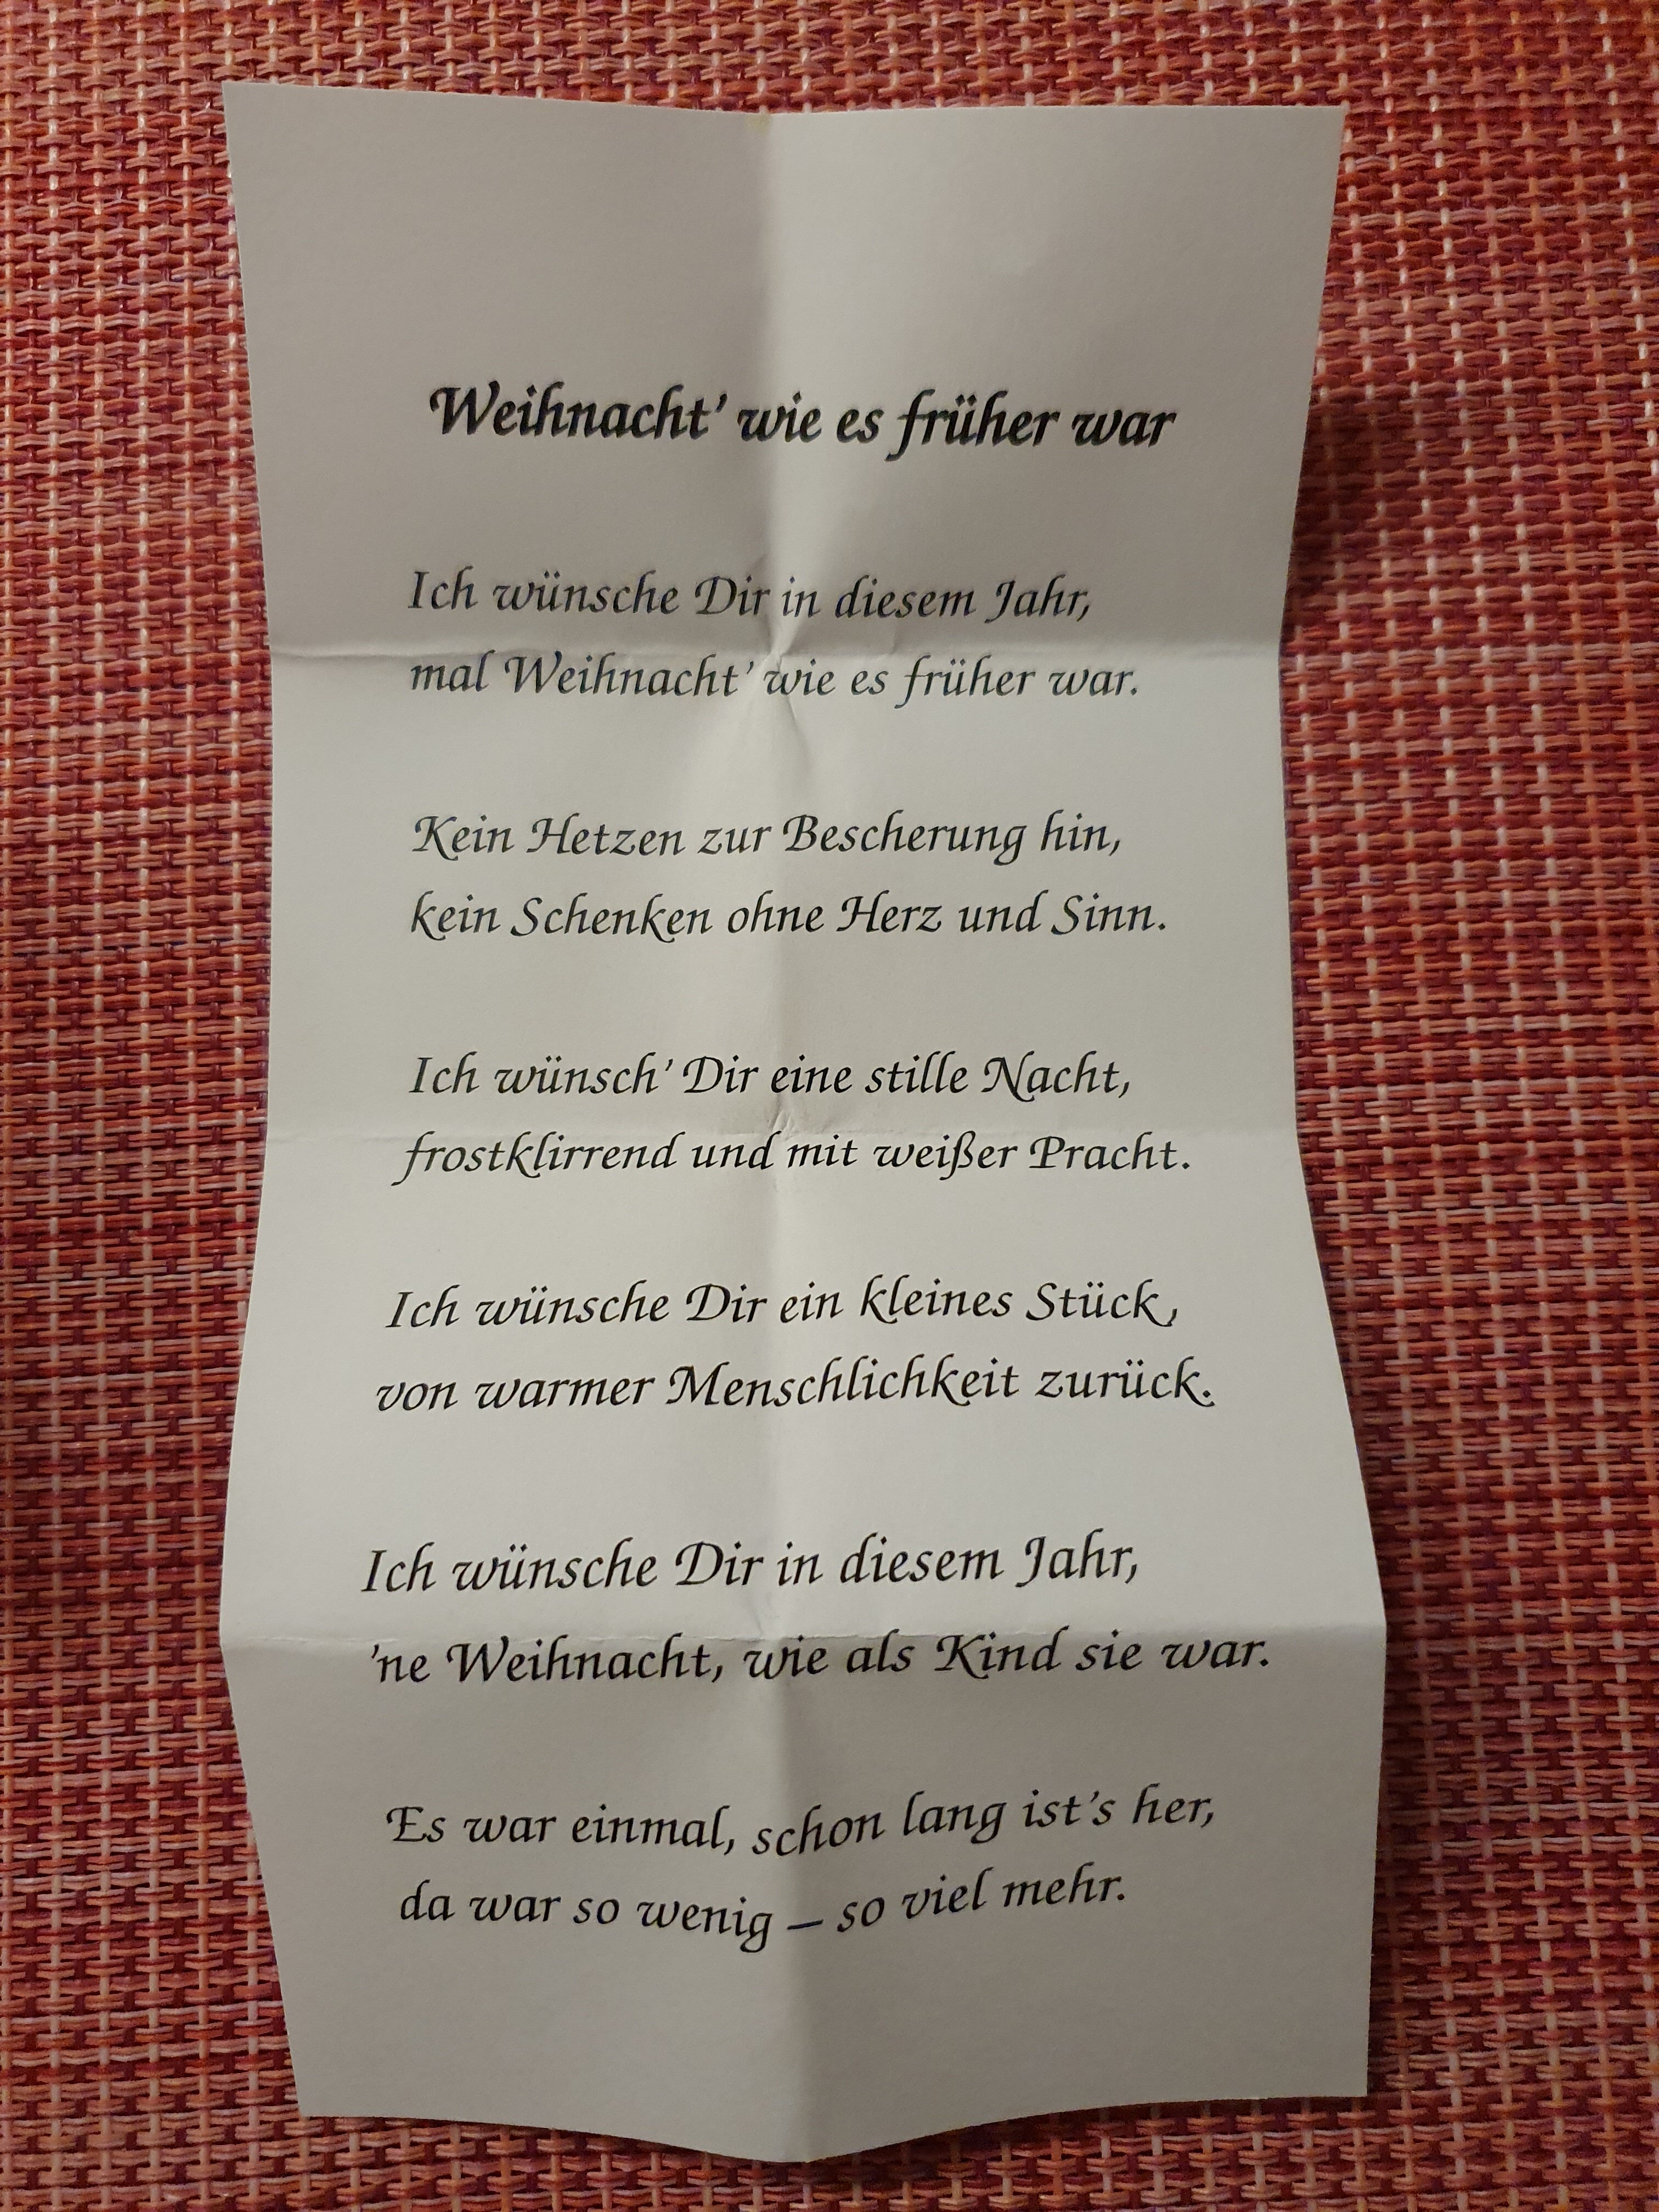 Weihnacht' wie es früher war
Ich wünsche Dir in diesem Jahr,
mal Weihnacht' wie es früher war.
Kein Hetzen zur Bescherung hin,
kein Schenken ohne Herz und Sinn.
Ich wünsch' Dir eine stille Nacht,
frostklirrend und mit weißer Pracht.
Ich wünsche Dir ein kleines Stück,
von warmer Menschlichkeit zurück.
Ich wünsche Dir in diesem Jahr,
'ne Weihnacht, wie als Kind sie war.
Es war einmal, schon lang ist's her,
da war so wenig – so viel mehr.